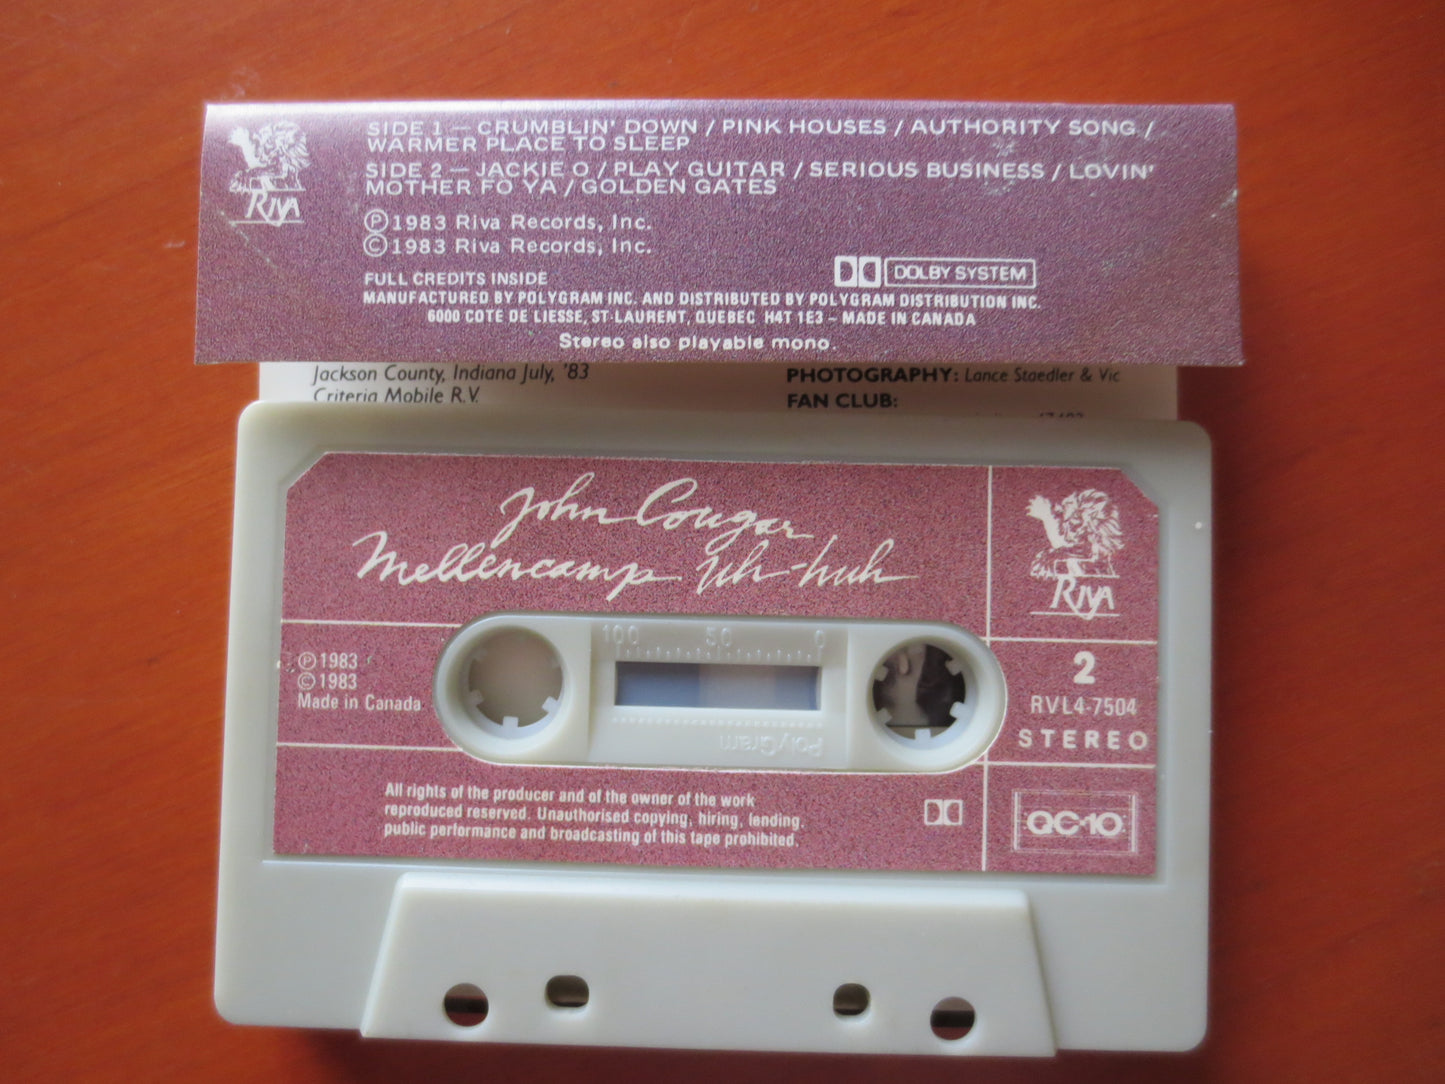 SIDE 1 — CRUMBLIN' DOWN / PINK HOUSES / AUTHORITY SONG /
WARMER PLACE TO SLEEP
SIDE 2 — JACKIE O / PLAY GUITAR / SERIOUS BUSINESS / LOVIN'
MOTHER FO YA / GOLDEN GATES
RIVA
Ⓟ1983 Riva Records, Inc.
©1983 Riva Records, Inc.
DOLBY SYSTEM
FULL CREDITS INSIDE
MANUFACTURED BY POLYGRAM INC. AND DISTRIBUTED BY POLYGRAM DISTRIBUTION INC.
6000 COTE DE LIESSE, ST-LAURENT, QUEBEC H4T 1E3 – MADE IN CANADA
Stereo also playable mono.
Jackson County, Indiana July, '83
Criteria Mobile R.V.
PHOTOGRAPHY: Lance Staedler & Vic
FAN CLUB:
John Cougar
Mellencamp Uh-huh
RIVA
100 50 0
Ⓟ1983
©1983
Made in Canada
2
RVL4-7504
STEREO
PolyGram
All rights of the producer and of the owner of the work
reproduced reserved. Unauthorised copying, hiring, lending,
public performance and broadcasting of this tape prohibited.
QC-10